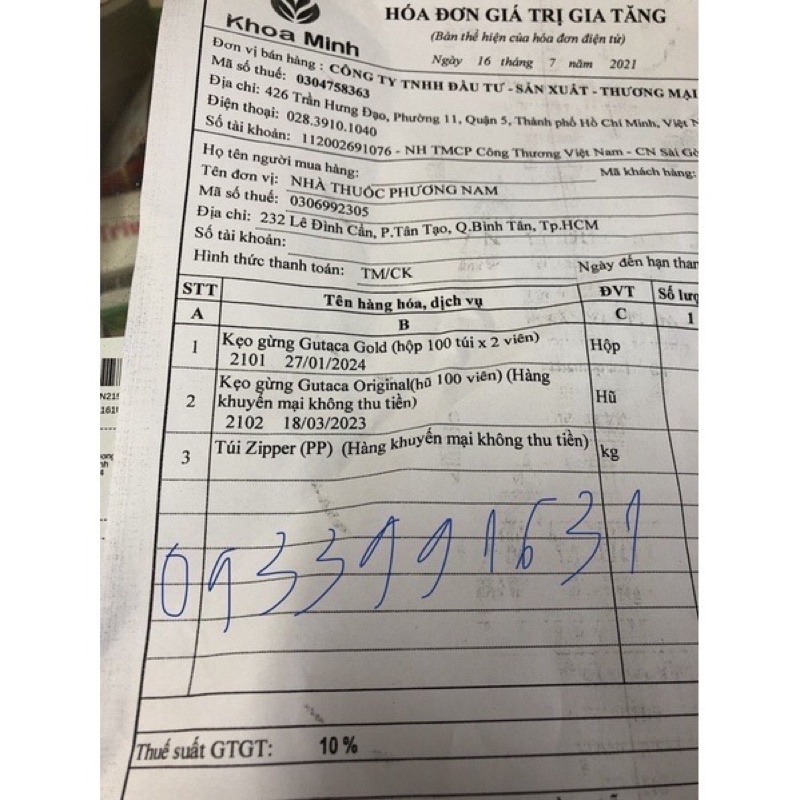 Khoa Minh
HÓA ĐƠN GIÁ TRỊ GIA TĂNG
(Bản thể hiện của hóa đơn điện tử)
Ngày 16 tháng 7 năm 2021
Đơn vị bán hàng : CÔNG TY TNHH ĐẦU TƯ - SẢN XUẤT - THƯƠNG MẠI
Mã số thuế: 0304758363
Địa chỉ: 426 Trần Hưng Đạo, Phường 11, Quận 5, Thành phố Hồ Chí Minh, Việt N
Điện thoại: 028.3910.1040
Số tài khoản: 112002691076 - NH TMCP Công Thương Việt Nam - CN Sài Gò
Họ tên người mua hàng:
Mã khách hàng:
Tên đơn vị: NHÀ THUỐC PHƯƠNG NAM
Mã số thuế: 0306992305
Địa chỉ: 232 Lê Đình Cẩn, P.Tân Tạo, Q.Bình Tân, Tp.HCM
Số tài khoản:
Hình thức thanh toán: TM/CK Ngày đến hạn than
STT Tên hàng hóa, dịch vụ ĐVT Số lượ
A B C 1
1 Kẹo gừng Gutaca Gold (hộp 100 túi x 2 viên) Hộp
2101 27/01/2024
2 Kẹo gừng Gutaca Original(hũ 100 viên) (Hàng Hũ
khuyến mại không thu tiền)
2102 18/03/2023
3 Túi Zipper (PP) (Hàng khuyến mại không thu tiền) kg
0933991631
Thuế suất GTGT: 10 %